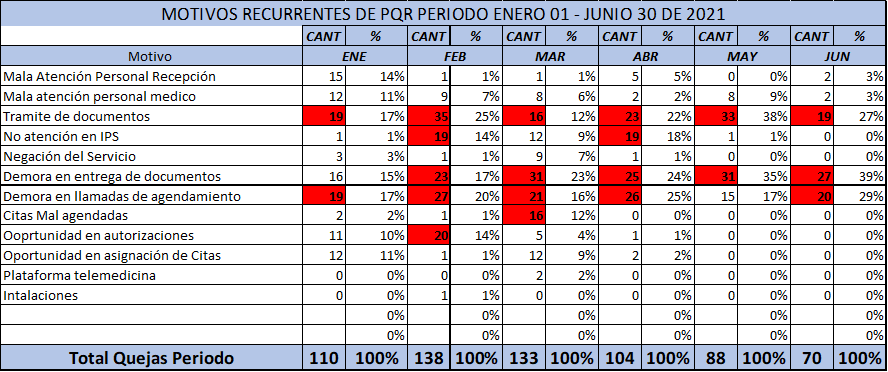 MOTIVOS RECURRENTES DE PQR PERIODO ENERO 01 - JUNIO 30 DE 2021
CANT % CANT % CANT % CANT % CANT % CANT %
Motivo ENE FEB MAR ABR MAY JUN
Mala Atención Personal Recepción 15 14% 1 1% 1 1% 5 5% 0 0% 2 3%
Mala atención personal medico 12 11% 9 7% 8 6% 2 2% 8 9% 2 3%
Tramite de documentos 19 17% 35 25% 16 12% 23 22% 33 38% 19 27%
No atención en IPS 1 1% 19 14% 12 9% 19 18% 1 1% 0 0%
Negación del Servicio 3 3% 1 1% 9 7% 1 1% 0 0% 0 0%
Demora en entrega de documentos 16 15% 23 17% 31 23% 25 24% 31 35% 27 39%
Demora en llamadas de agendamiento 19 17% 27 20% 21 16% 26 25% 15 17% 20 29%
Citas Mal agendadas 2 2% 1 1% 16 12% 0 0% 0 0% 0 0%
Ooprtunidad en autorizaciones 11 10% 20 14% 5 4% 1 1% 0 0% 0 0%
Oportunidad en asignación de Citas 12 11% 1 1% 12 9% 2 2% 0 0% 0 0%
Plataforma telemedicina 0 0% 0 0% 2 2% 0 0% 0 0% 0 0%
Intalaciones 0 0% 1 1% 0 0% 0 0% 0 0% 0 0%
0% 0% 0% 0% 0% 0%
0% 0% 0% 0% 0% 0%
Total Quejas Periodo 110 100% 138 100% 133 100% 104 100% 88 100% 70 100%